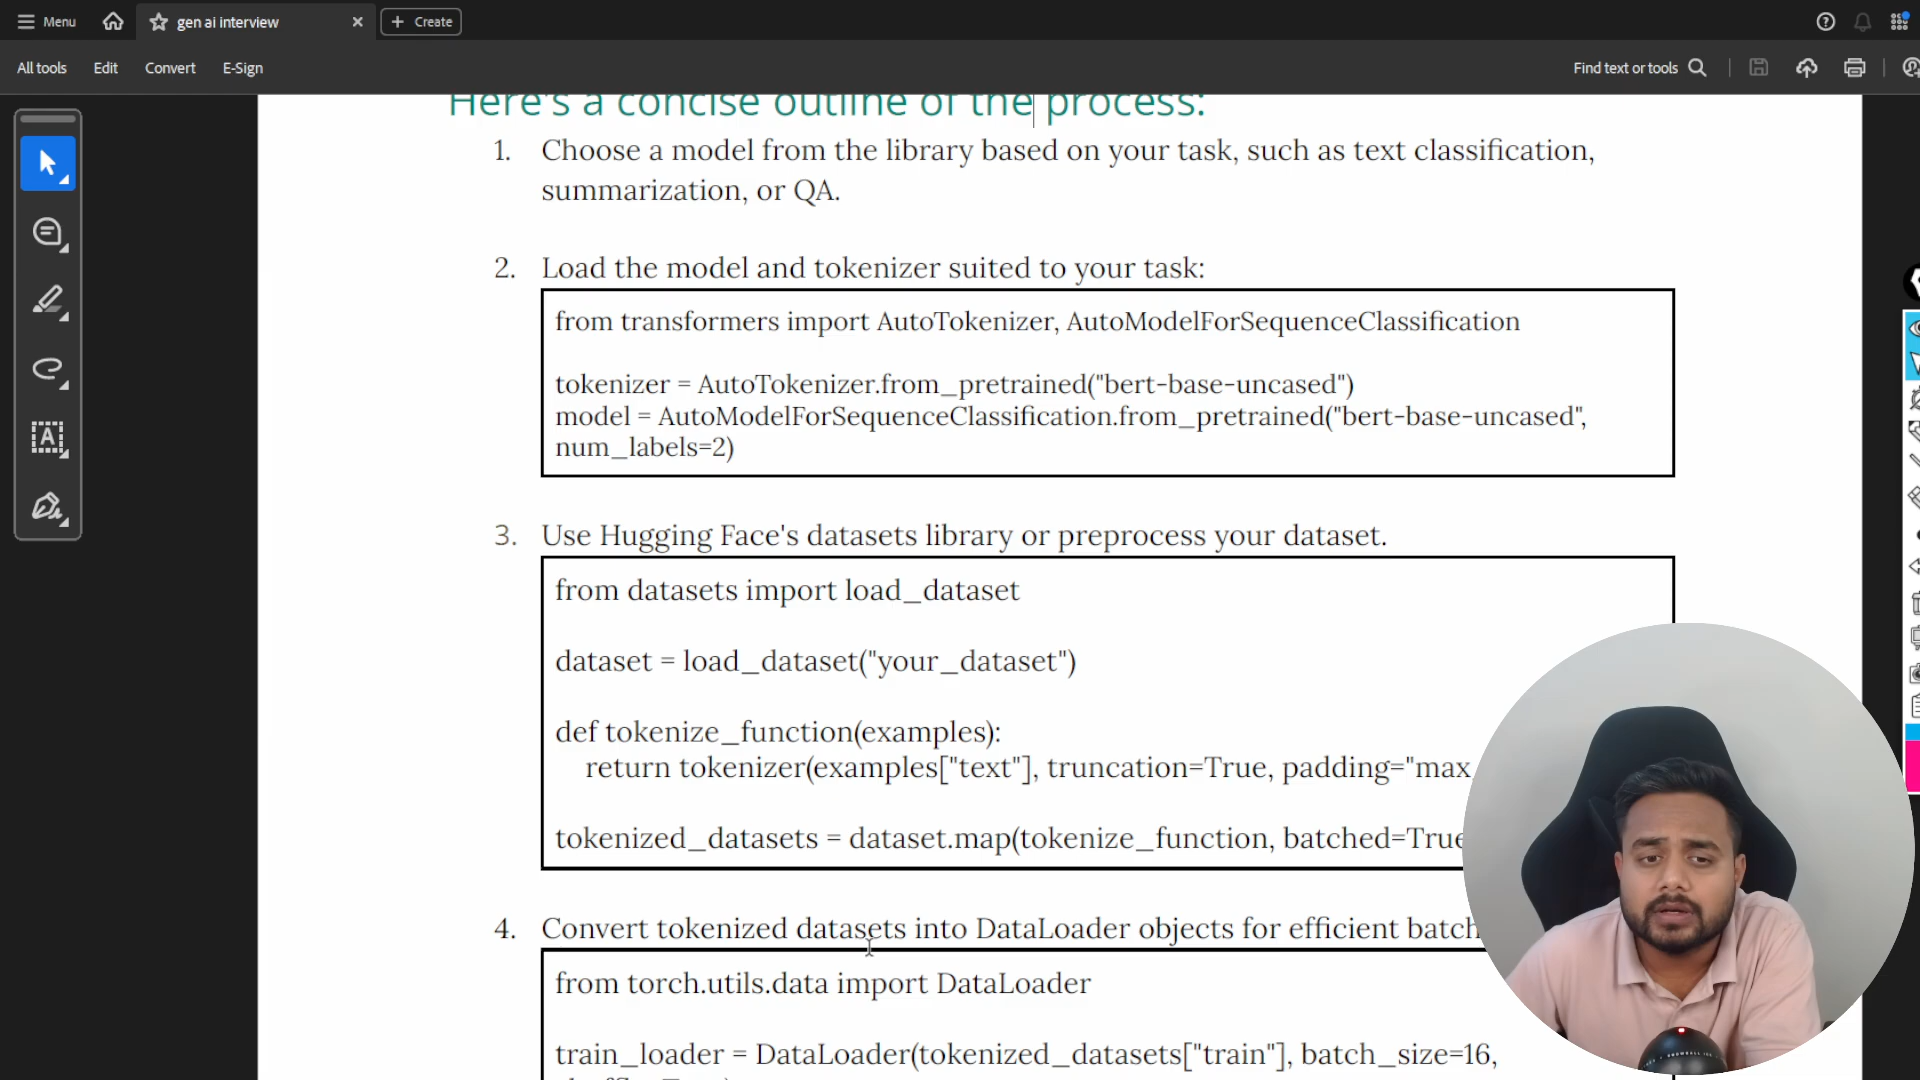 Menu
gen ai interview
Create
All tools
Edit
Convert
E-Sign
Find text or tools
Here's a concise outline of the process:
1. Choose a model from the library based on your task, such as text classification,
summarization, or QA.
2. Load the model and tokenizer suited to your task:
from transformers import AutoTokenizer, AutoModelForSequenceClassification
tokenizer = AutoTokenizer.from_pretrained("bert-base-uncased")
model = AutoModelForSequenceClassification.from_pretrained("bert-base-uncased",
num_labels=2)
3. Use Hugging Face's datasets library or preprocess your dataset.
from datasets import load_dataset
dataset = load_dataset("your_dataset")
def tokenize_function(examples):
return tokenizer(examples["text"], truncation=True, padding="max_
tokenized_datasets = dataset.map(tokenize_function, batched=True
4. Convert tokenized datasets into DataLoader objects for efficient batch
from torch.utils.data import DataLoader
train_loader = DataLoader(tokenized_datasets["train"], batch_size=16,